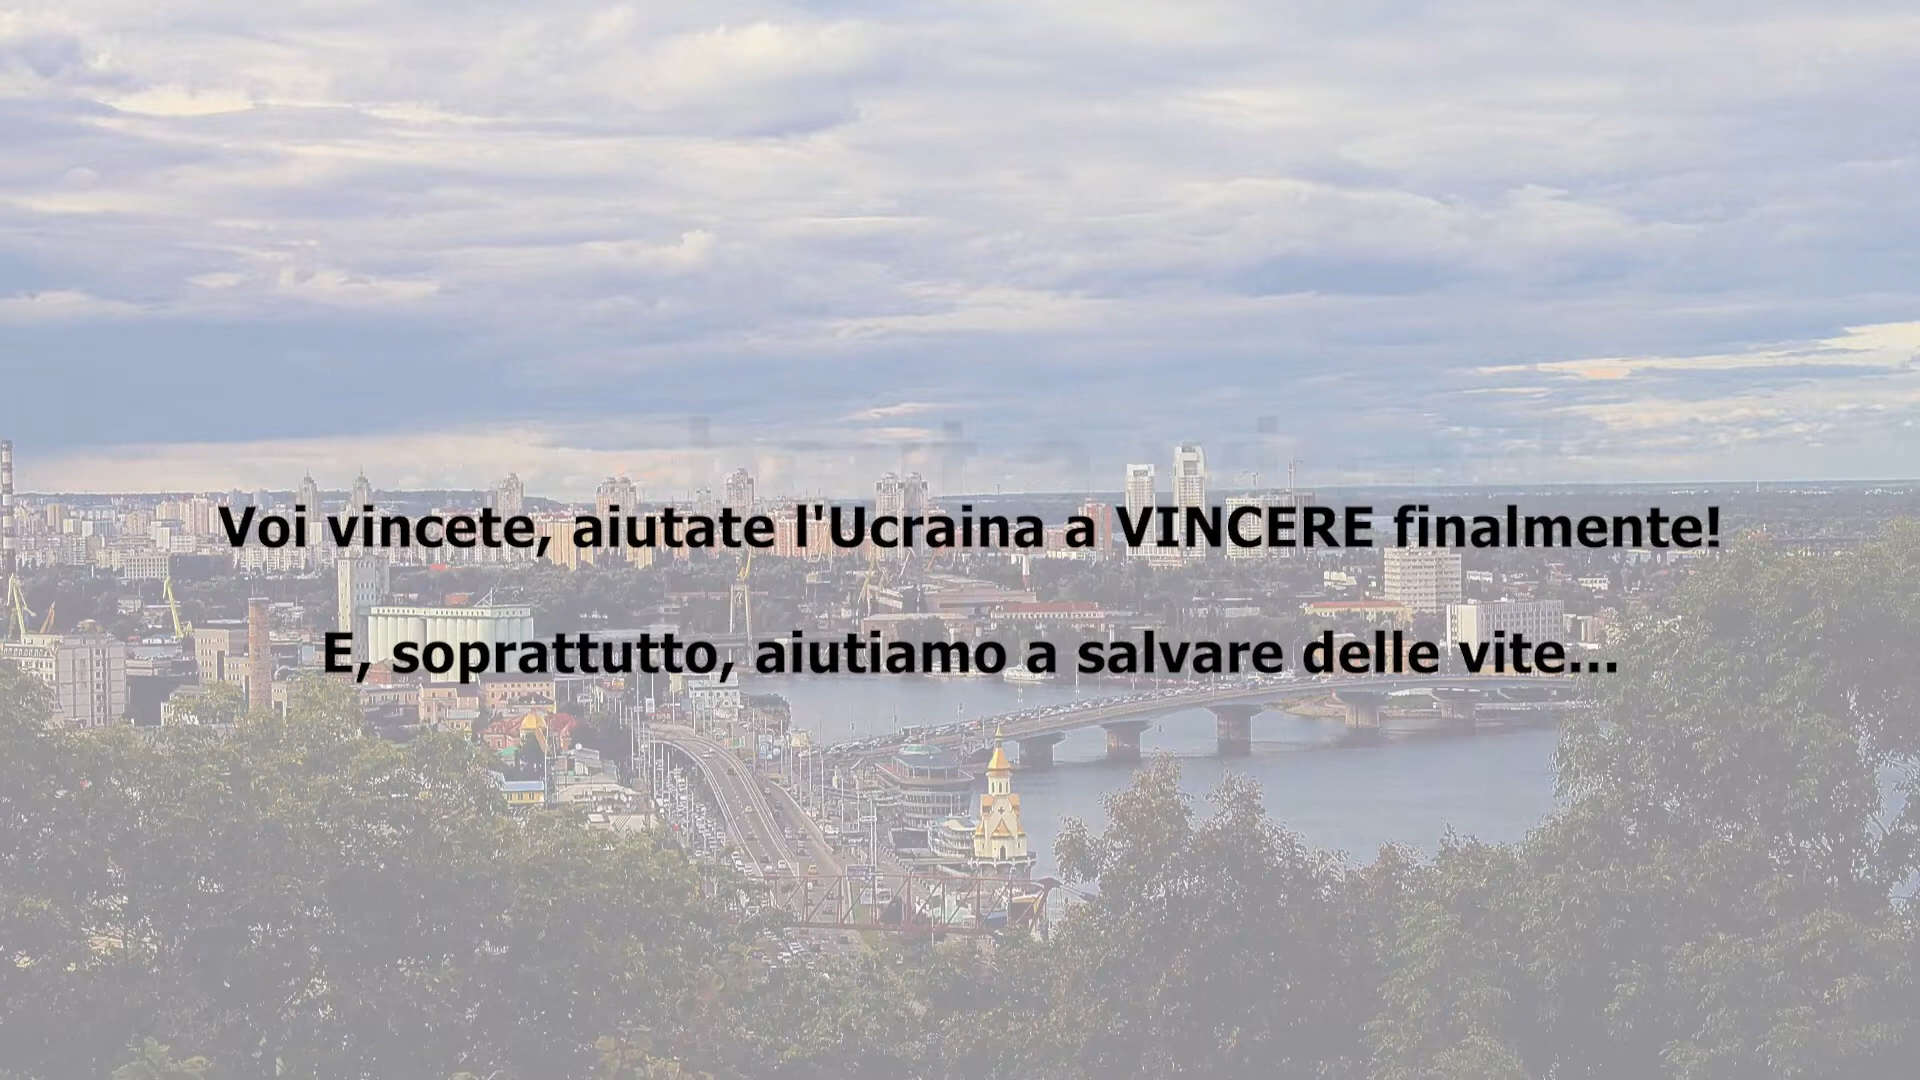 Voi vincete, aiutate l'Ucraina a VINCERE finalmente!
E, soprattutto, aiutiamo a salvare delle vite...